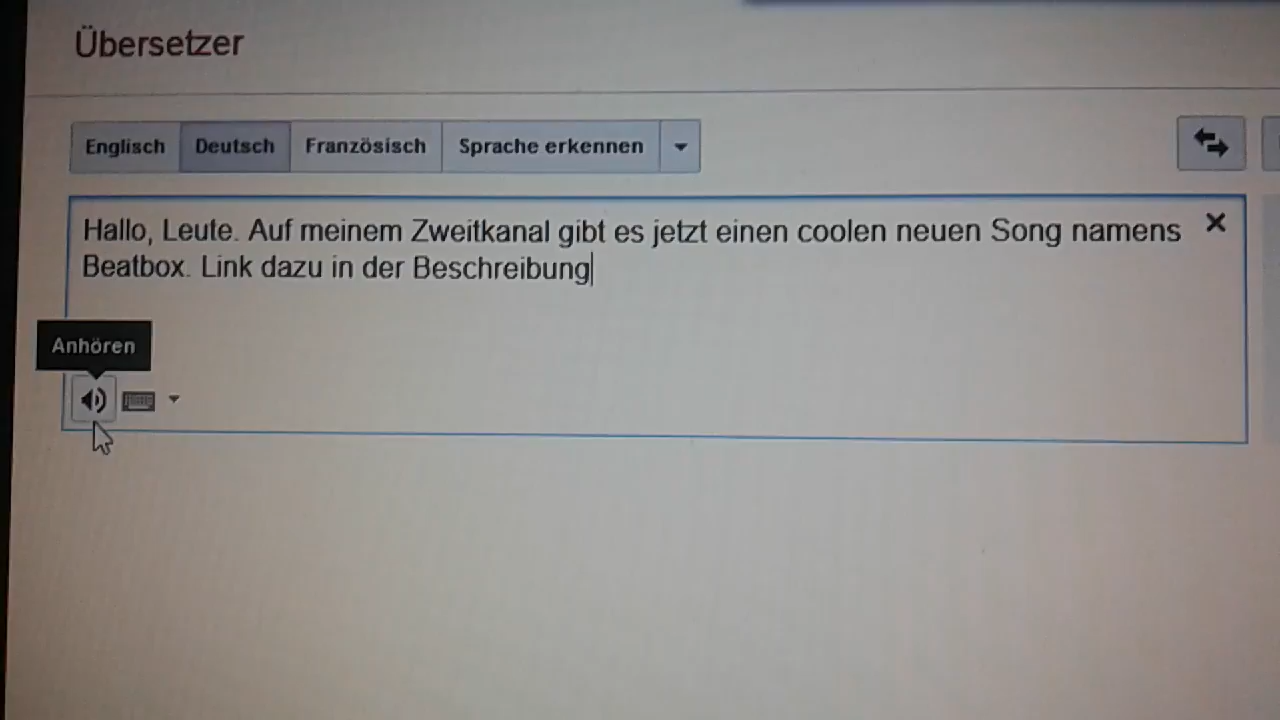 Übersetzer
Englisch Deutsch Französisch Sprache erkennen
Hallo, Leute. Auf meinem Zweitkanal gibt es jetzt einen coolen neuen Song namens
Beatbox. Link dazu in der Beschreibung
Anhören